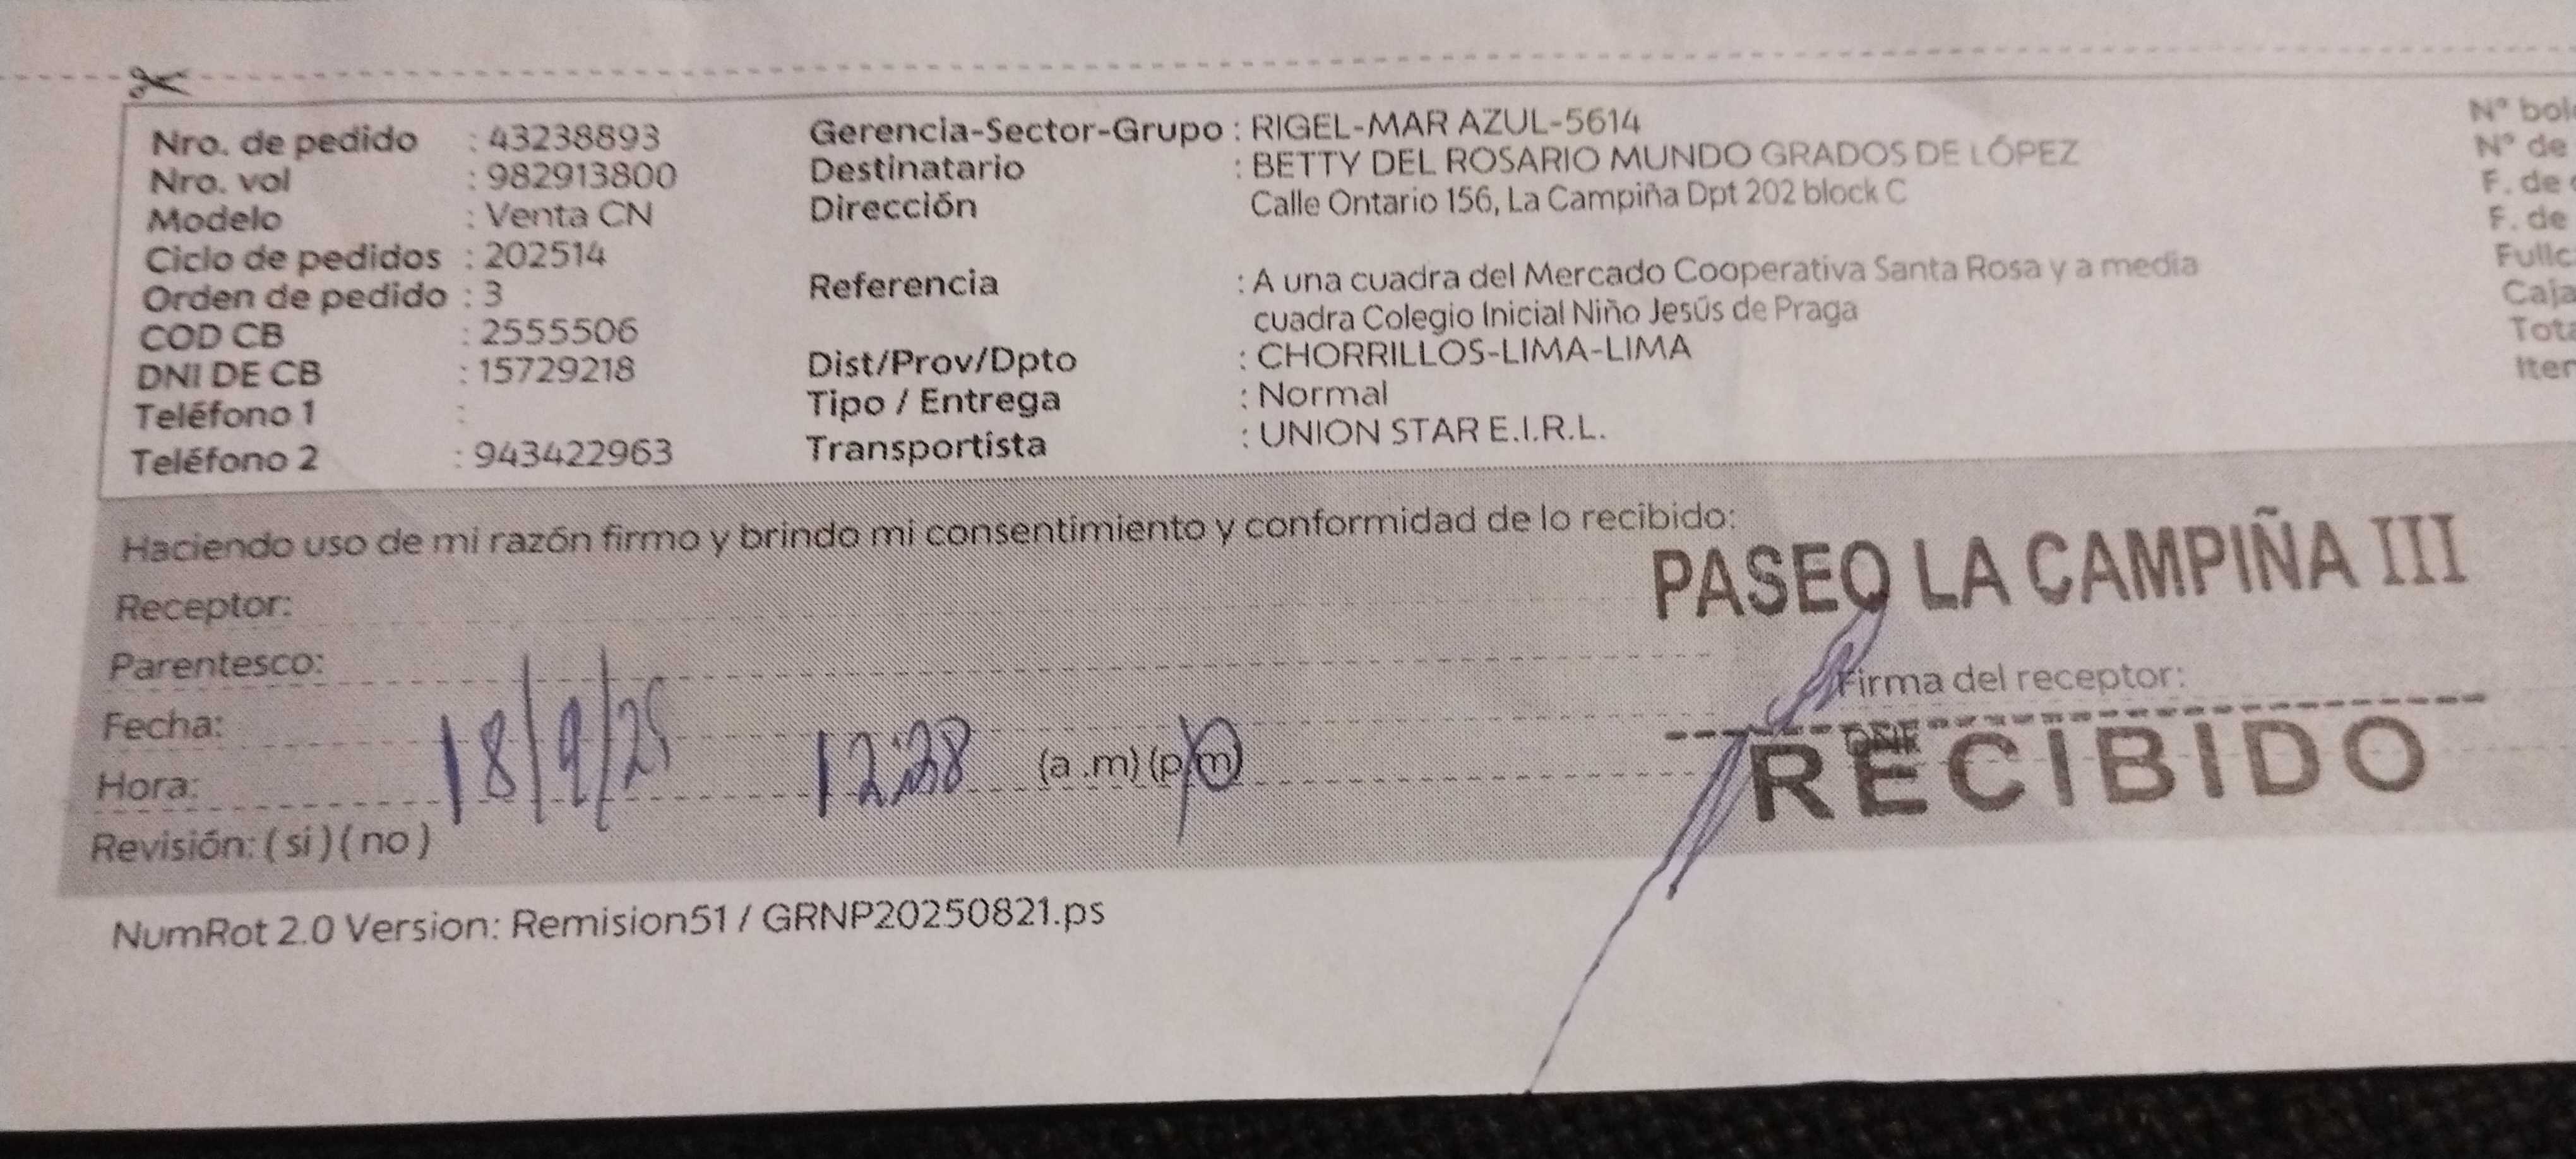 Nro. de pedido : 43238893
Nro. vol : 982913800
Modelo : Venta CN
Ciclo de pedidos : 202514
Orden de pedido : 3
COD CB : 2555506
DNI DE CB : 15729218
Teléfono 1 :
Teléfono 2 : 943422963
Gerencia-Sector-Grupo : RIGEL-MAR AZUL-5614
Destinatario : BETTY DEL ROSARIO MUNDO GRADOS DE LÓPEZ
Dirección Calle Ontario 156, La Campiña Dpt 202 block C
Referencia : A una cuadra del Mercado Cooperativa Santa Rosa y a media
cuadra Colegio Inicial Niño Jesús de Praga
Dist/Prov/Dpto : CHORRILLOS-LIMA-LIMA
Tipo / Entrega : Normal
Transportista : UNION STAR E.I.R.L.
N° de
F. de
F. de
Haciendo uso de mi razón firmo y brindo mi consentimiento y conformidad de lo recibido:
PASEO LA CAMPIÑA III
Receptor:
Parentesco:
Firma del receptor:
Fecha: 18/9/25
Hora: 12:38 (a .m) (p.m)
RECIBIDO
Revisión: ( si ) ( no )
NumRot 2.0 Version: Remision51 / GRNP20250821.ps